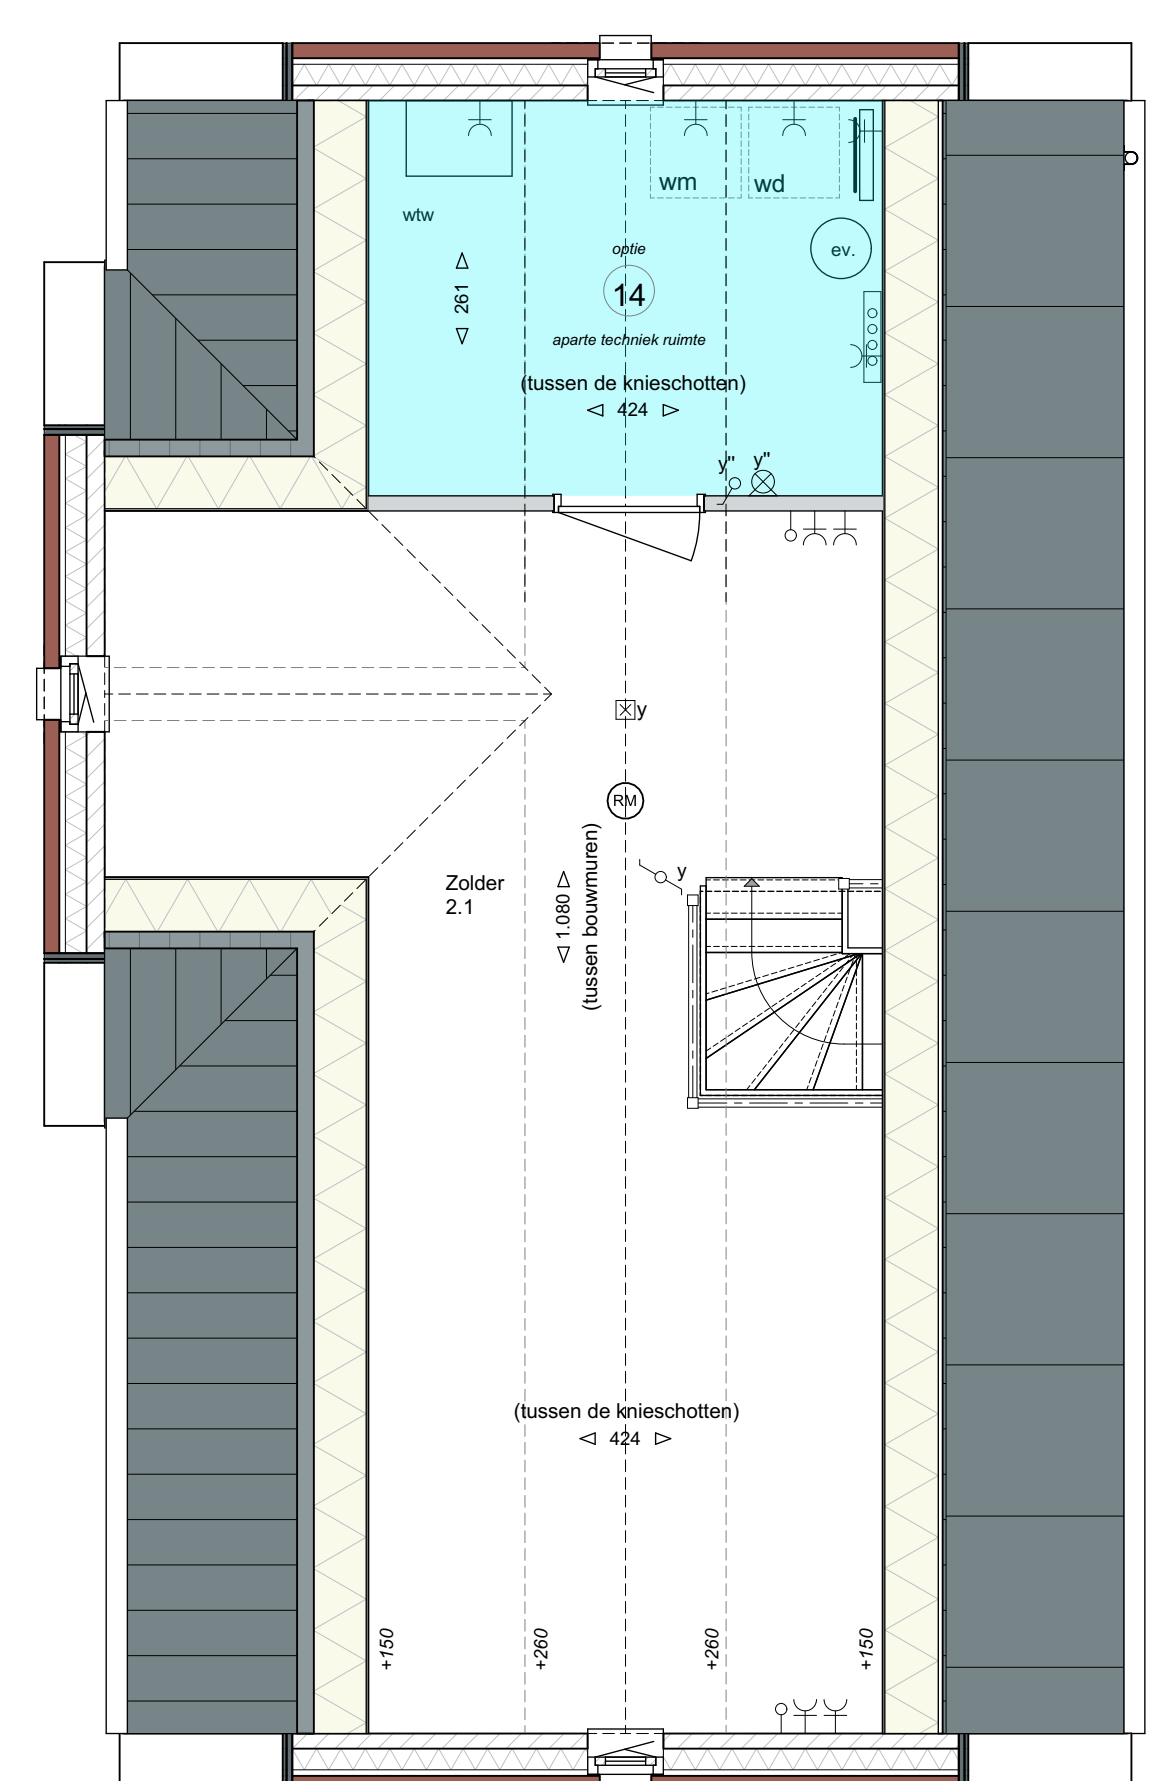 wm
wd
wtw
optie
ev.
14
261
aparte techniek ruimte
(tussen de knieschotten)
424
y"
y"
y
RM
y
Zolder
2.1
1.080
(tussen bouwmuren)
(tussen de knieschotten)
424
+150
+260
+260
+150